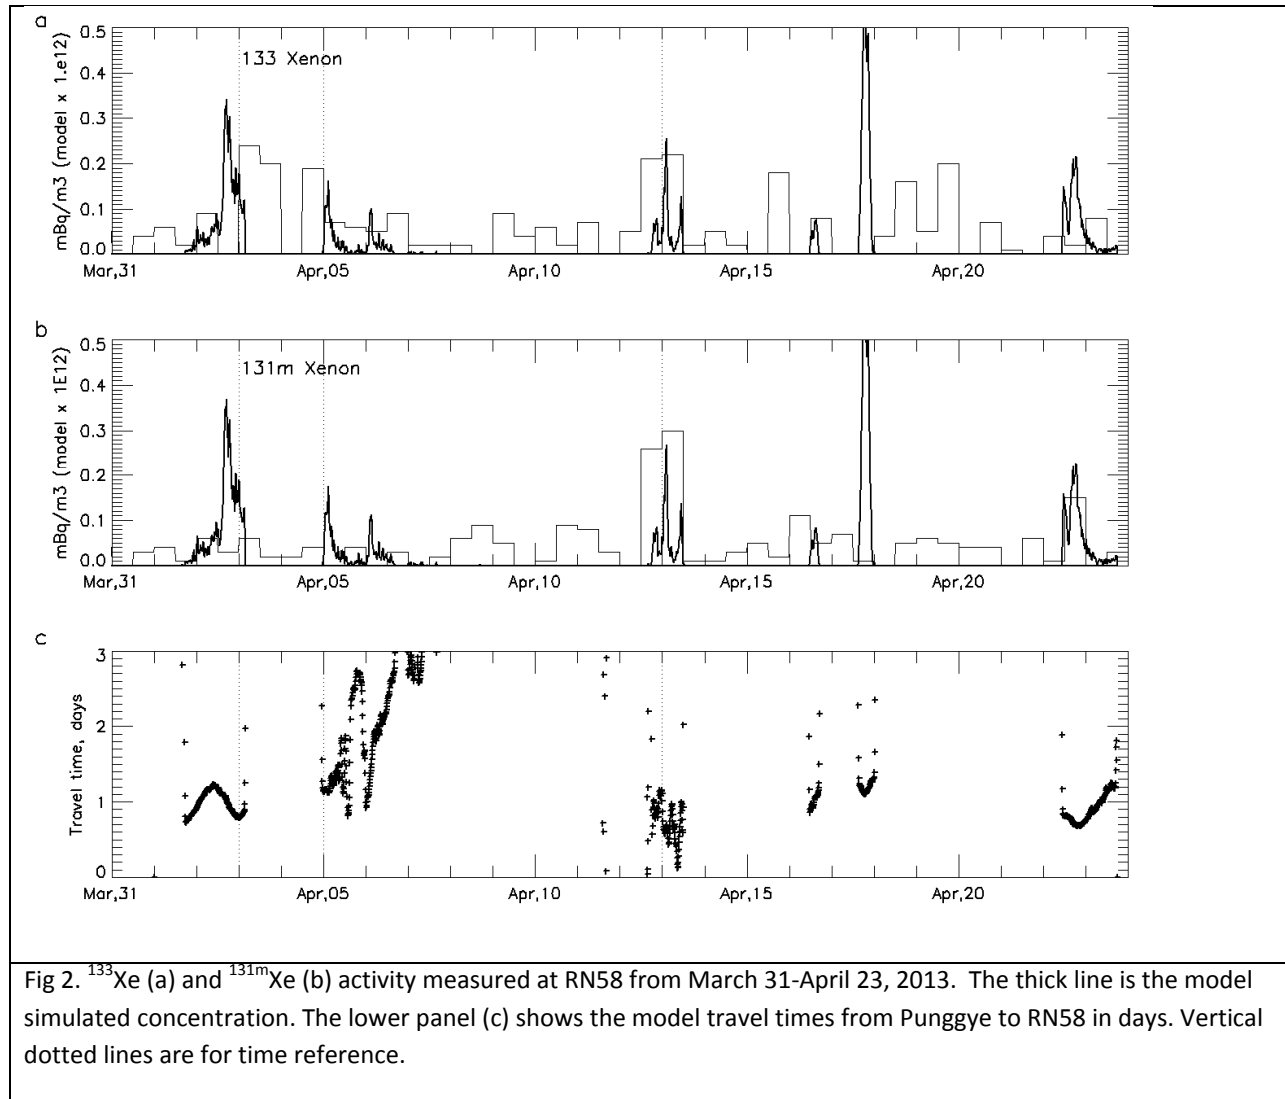 a
0.5
0.4
0.3
0.2
0.1
0.0
mBq/m3 (model x 1.e12)
133 Xenon
Mar,31 Apr,05 Apr,10 Apr,15 Apr,20
b
0.5
0.4
0.3
0.2
0.1
0.0
mBq/m3 (model x 1E12)
131m Xenon
Mar,31 Apr,05 Apr,10 Apr,15 Apr,20
c
3
2
1
0
Travel time, days
Mar,31 Apr,05 Apr,10 Apr,15 Apr,20
Fig 2. ¹³³Xe (a) and ¹³¹ᵐXe (b) activity measured at RN58 from March 31-April 23, 2013. The thick line is the model
simulated concentration. The lower panel (c) shows the model travel times from Punggye to RN58 in days. Vertical
dotted lines are for time reference.